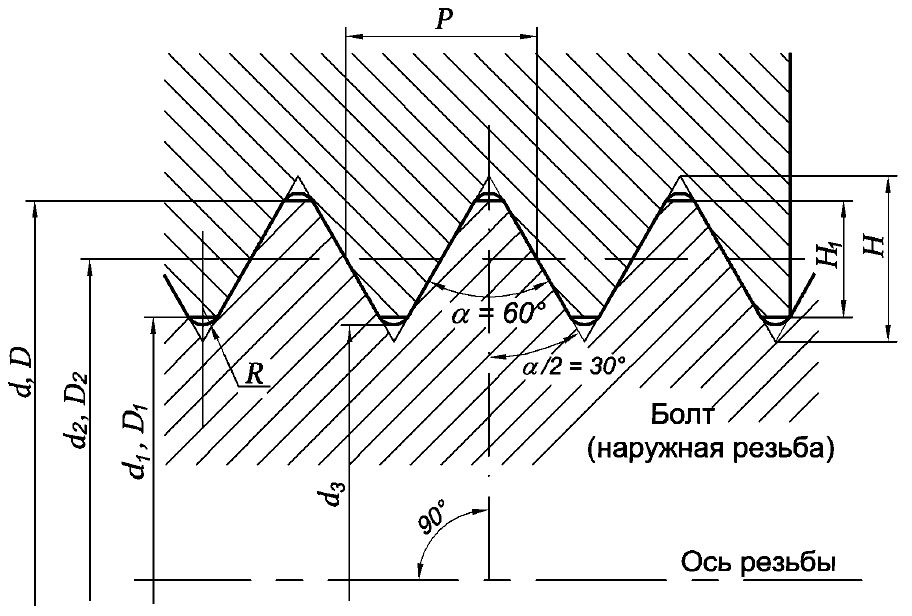 P
α = 60°
α/2 = 30°
H₁
H
d, D
d₂, D₂
d₁, D₁
R
d₃
Болт
(наружная резьба)
90°
Ось резьбы